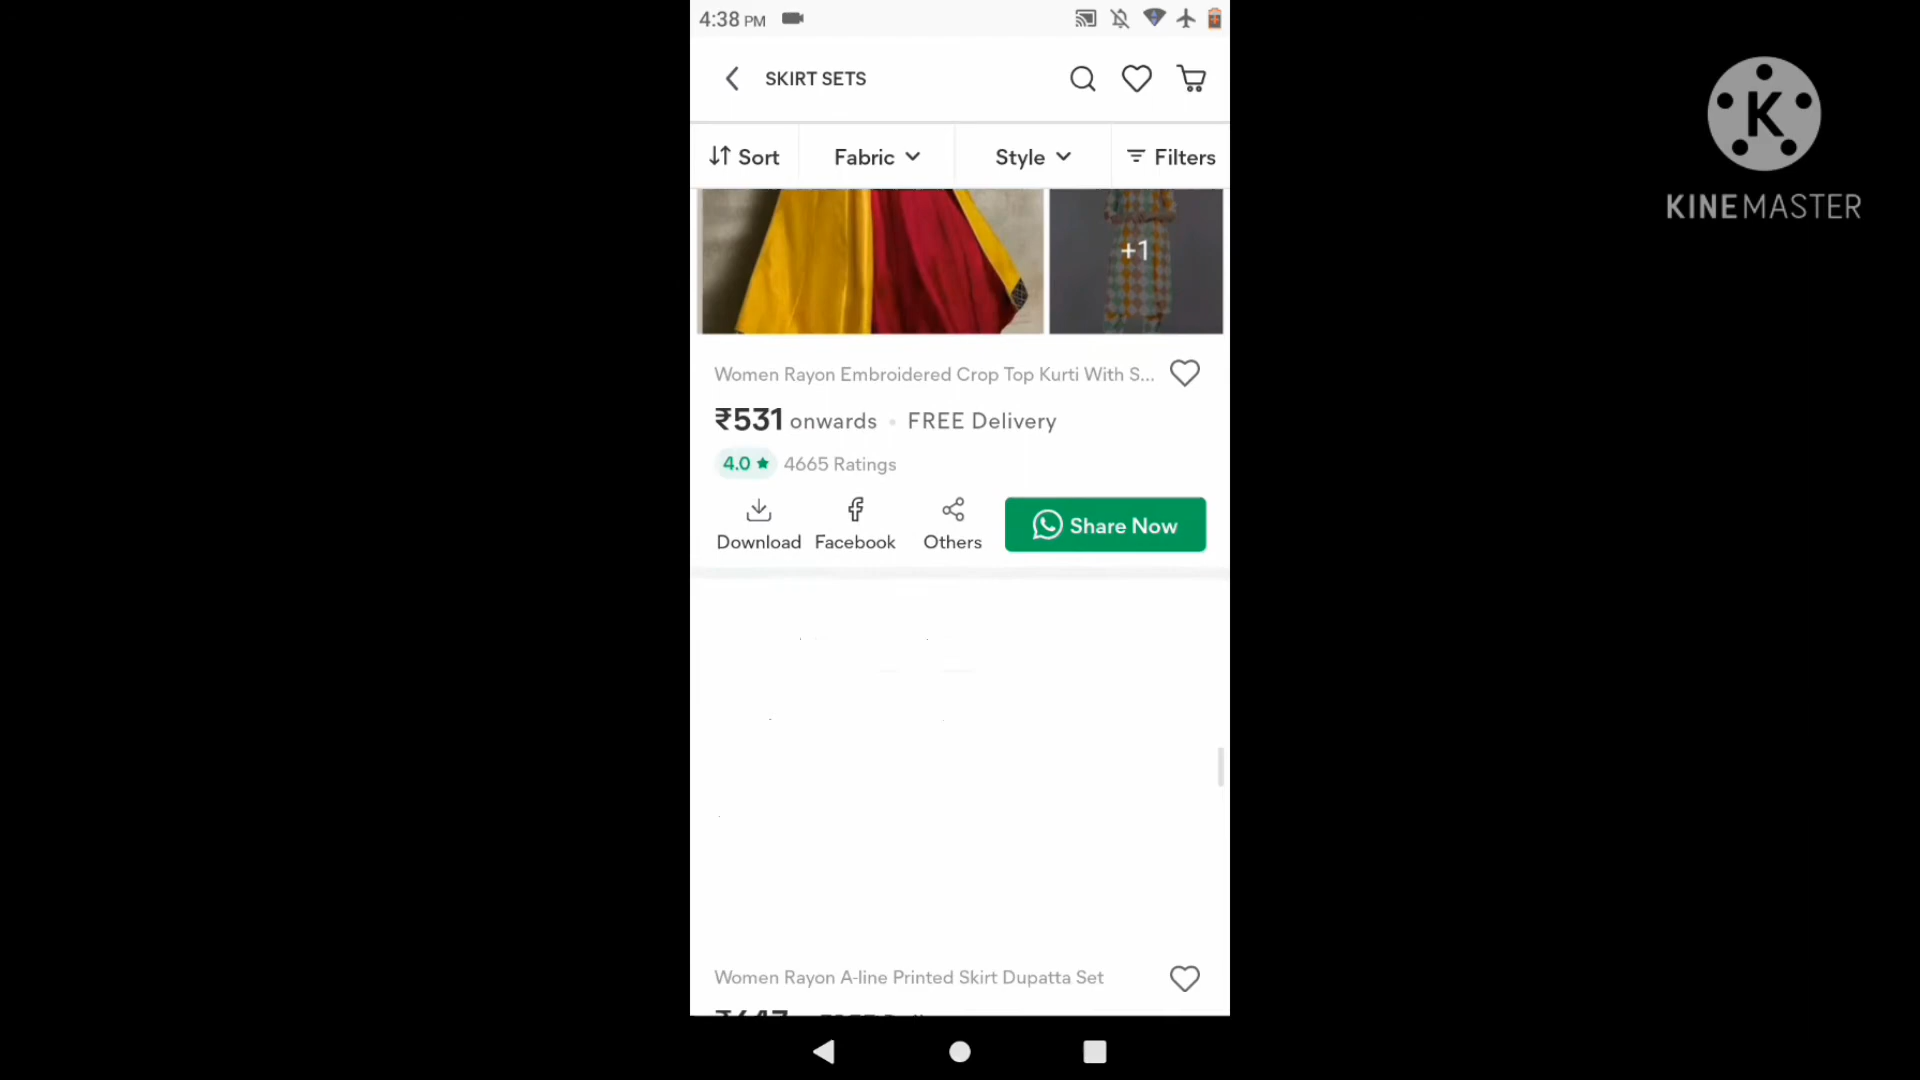 4:38 PM
SKIRT SETS
Sort Fabric Style Filters
+1
Women Rayon Embroidered Crop Top Kurti With S...
₹531 onwards • FREE Delivery
4.0 ★ 4665 Ratings
Download Facebook Others Share Now
Women Rayon A-line Printed Skirt Dupatta Set
K
KINEMASTER